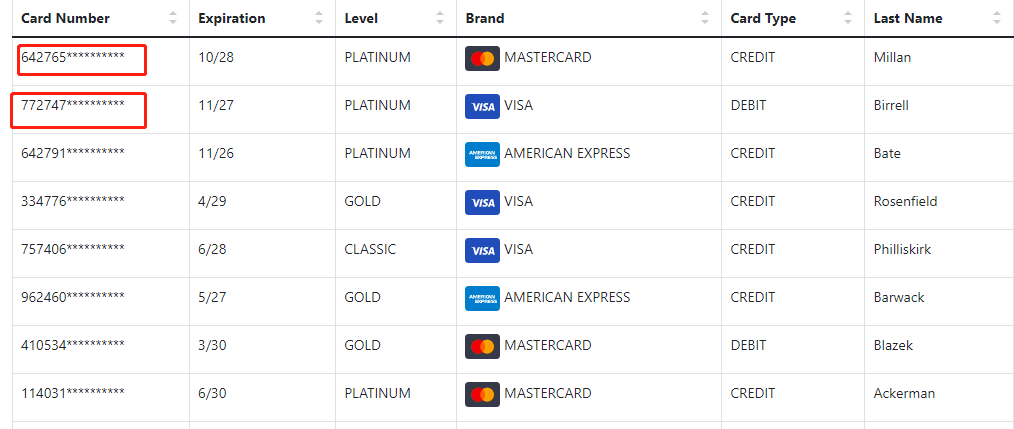 Card Number Expiration Level Brand Card Type Last Name
642765********** 10/28 PLATINUM MASTERCARD CREDIT Millan
772747********** 11/27 PLATINUM VISA VISA DEBIT Birrell
642791********** 11/26 PLATINUM AMERICAN EXPRESS AMERICAN EXPRESS CREDIT Bate
334776********** 4/29 GOLD VISA VISA CREDIT Rosenfield
757406********** 6/28 CLASSIC VISA VISA CREDIT Philliskirk
962460********** 5/27 GOLD AMERICAN EXPRESS AMERICAN EXPRESS CREDIT Barwack
410534********** 3/30 GOLD MASTERCARD DEBIT Blazek
114031********** 6/30 PLATINUM MASTERCARD CREDIT Ackerman